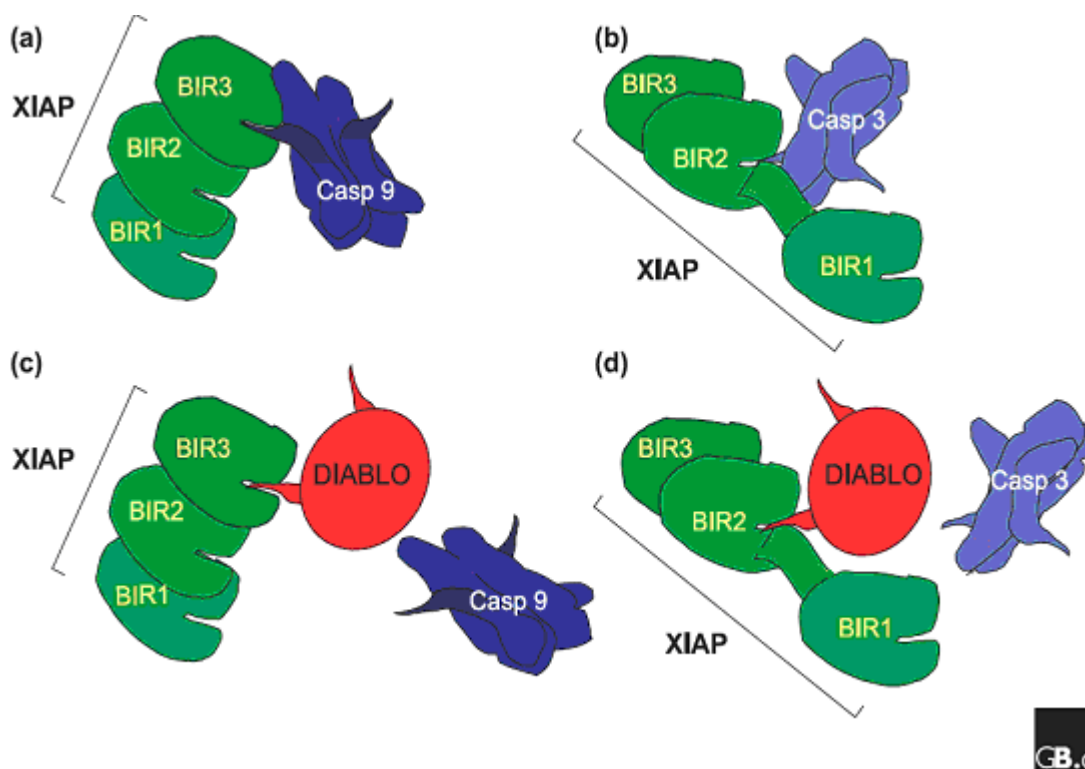 (a)
XIAP
BIR3
BIR2
BIR1
Casp 9
(b)
BIR3
BIR2
Casp 3
XIAP
BIR1
(c)
XIAP
BIR3
BIR2
BIR1
DIABLO
Casp 9
(d)
BIR3
BIR2
DIABLO
Casp 3
XIAP
BIR1
GB.